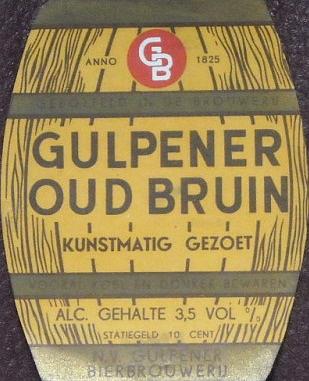 GB
ANNO 1825
GEBOTTELD IN DE BROUWERIJ
GULPENER
OUD BRUIN
KUNSTMATIG GEZOET
VOORAL KOEL EN DONKER BEWAREN
ALC. GEHALTE 3,5 VOL %
STATIEGELD 10 CENT
N.V. GULPENER
BIERBROUWERIJ